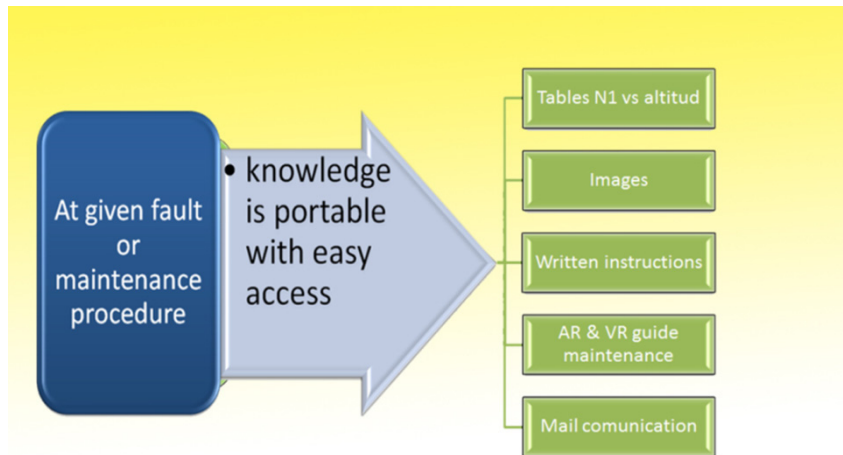 At given fault
or
maintenance
procedure
• knowledge
is portable
with easy
access
Tables N1 vs altitud
Images
Written instructions
AR & VR guide
maintenance
Mail comunication